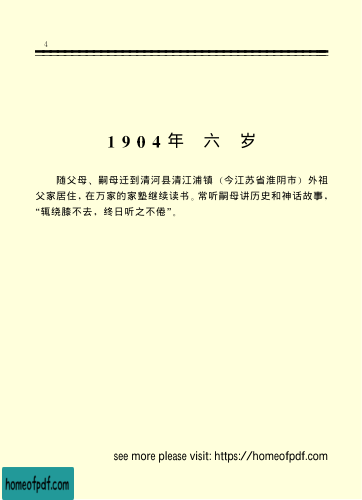 4
1904年 六 岁
随父母、嗣母迁到清河县清江浦镇（今江苏省淮阴市）外祖
父家居住，在万家的家塾继续读书。常听嗣母讲历史和神话故事，
“辄绕膝不去，终日听之不倦”。
see more please visit: https://homeofpdf.com
homeofpdf.com